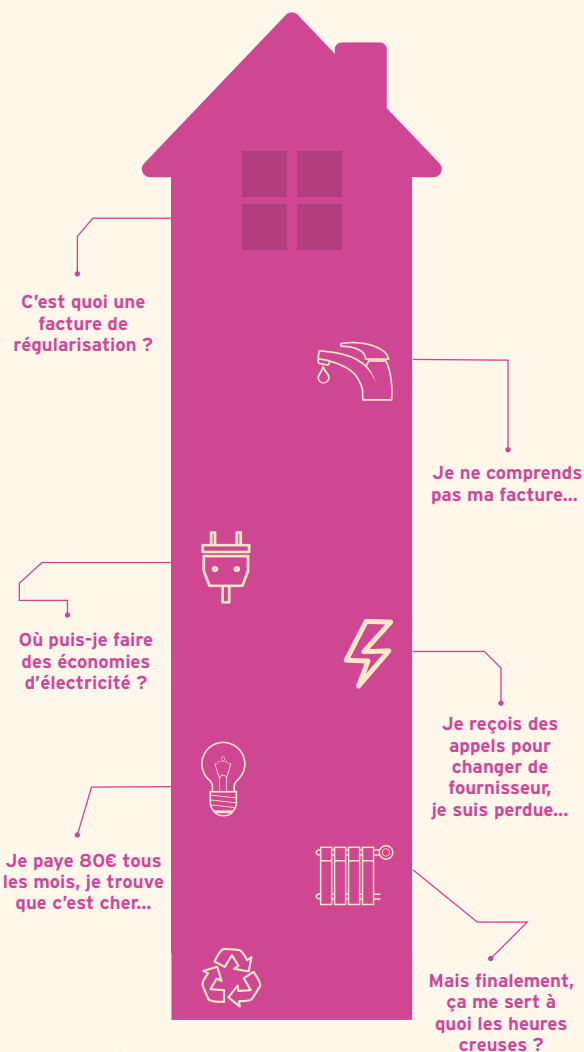 C'est quoi une
facture de
régularisation ?
Je ne comprends
pas ma facture...
Où puis-je faire
des économies
d'électricité ?
Je reçois des
appels pour
changer de
fournisseur,
je suis perdue...
Je paye 80€ tous
les mois, je trouve
que c'est cher...
Mais finalement,
ça me sert à
quoi les heures
creuses ?